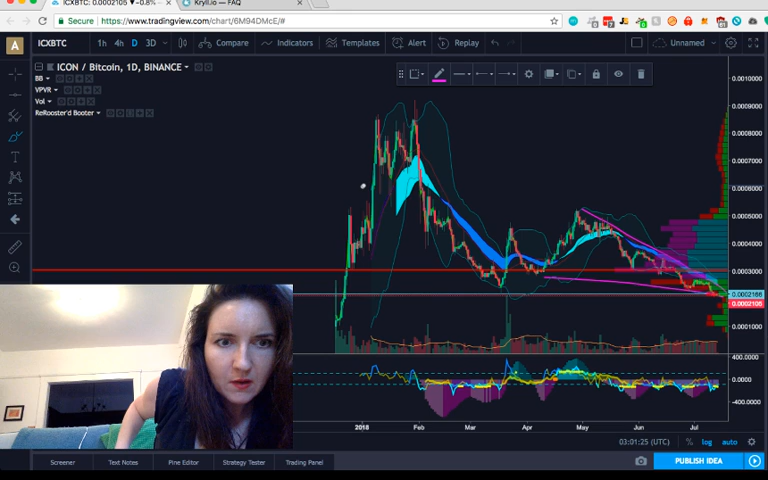 ICXBTC: 0.0002105 ▼−0.8%
Kryll.io — FAQ
Secure https://www.tradingview.com/chart/6M94DMcE/#
A ICXBTC 1h 4h D 3D Compare Indicators Templates Alert Replay Unnamed
ICON / Bitcoin, 1D, BINANCE
BB
VPVR
Vol
ReRooster'd Booter
0.0010000
0.0009000
0.0008000
0.0007000
0.0006000
0.0005000
0.0004000
0.0003000
0.0002166
0.0002105
0.0001000
400.0000
0.0000
-400.0000
2018 Feb Mar Apr May Jun Jul
03:01:25 (UTC) % log auto
Screener Text Notes Pine Editor Strategy Tester Trading Panel PUBLISH IDEA